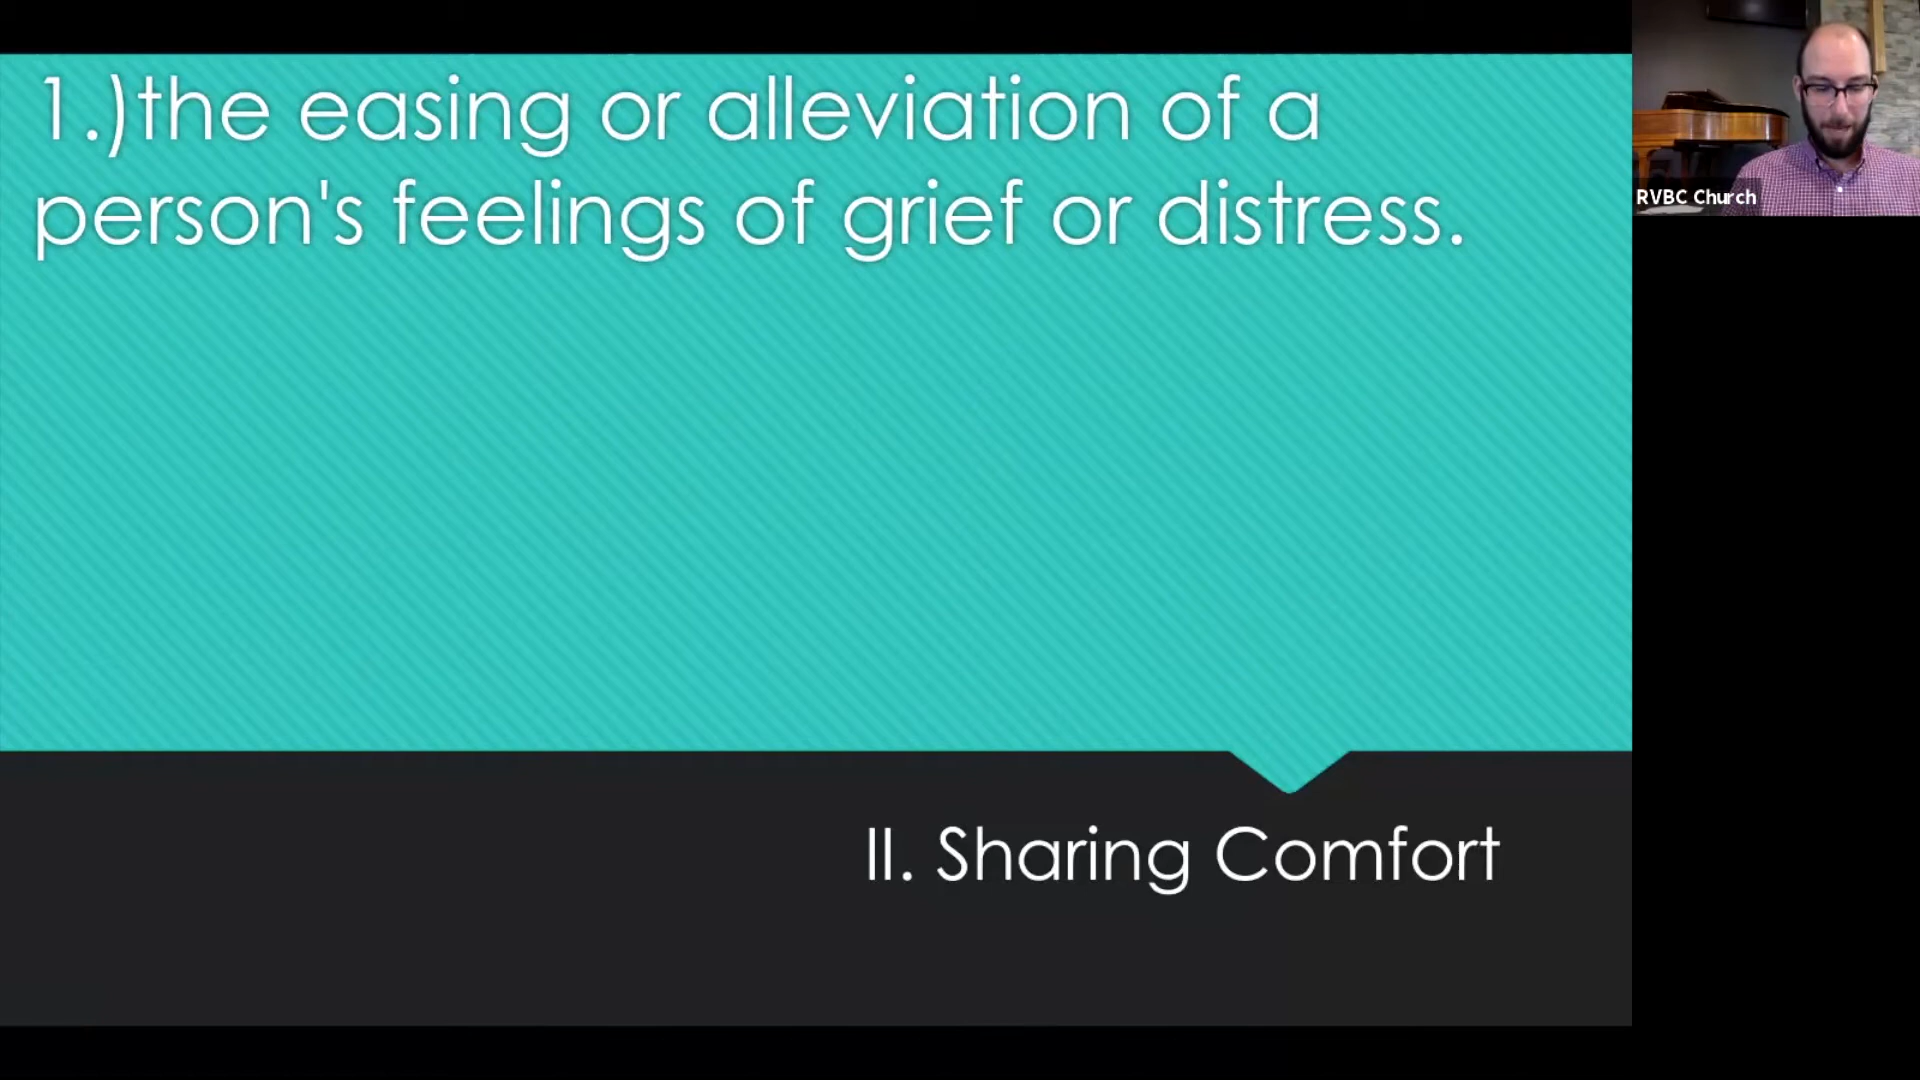 1.)the easing or alleviation of a
person's feelings of grief or distress.
RVBC Church
II. Sharing Comfort